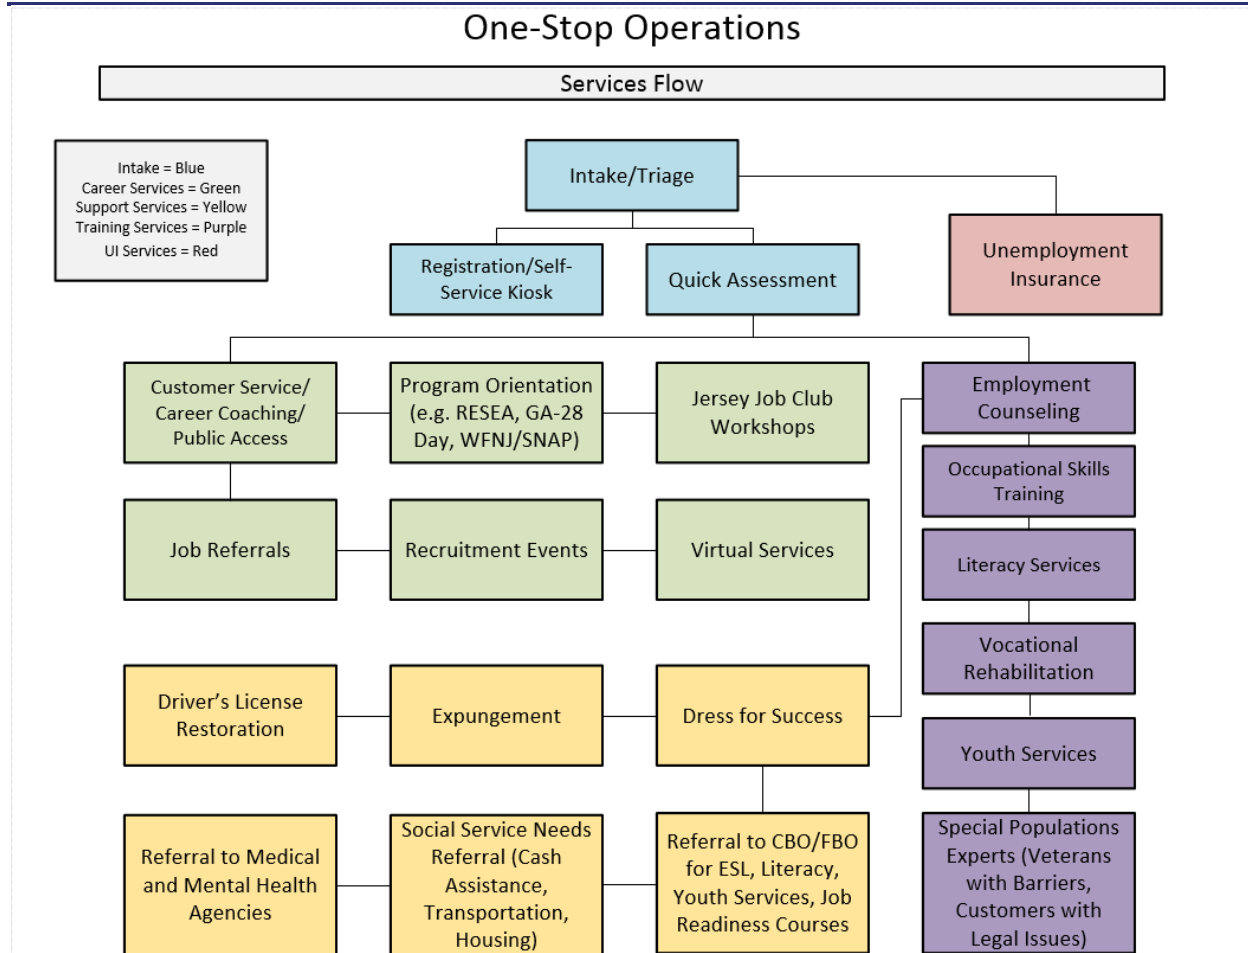 One-Stop Operations
Services Flow
Intake = Blue
Career Services = Green
Support Services = Yellow
Training Services = Purple
UI Services = Red
Intake/Triage
Unemployment
Insurance
Registration/Self-
Service Kiosk
Quick Assessment
Customer Service/
Career Coaching/
Public Access
Program Orientation
(e.g. RESEA, GA-28
Day, WFNJ/SNAP)
Jersey Job Club
Workshops
Employment
Counseling
Occupational Skills
Training
Job Referrals
Recruitment Events
Virtual Services
Literacy Services
Vocational
Rehabilitation
Driver’s License
Restoration
Expungement
Dress for Success
Youth Services
Referral to Medical
and Mental Health
Agencies
Social Service Needs
Referral (Cash
Assistance,
Transportation,
Housing)
Referral to CBO/FBO
for ESL, Literacy,
Youth Services, Job
Readiness Courses
Special Populations
Experts (Veterans
with Barriers,
Customers with
Legal Issues)